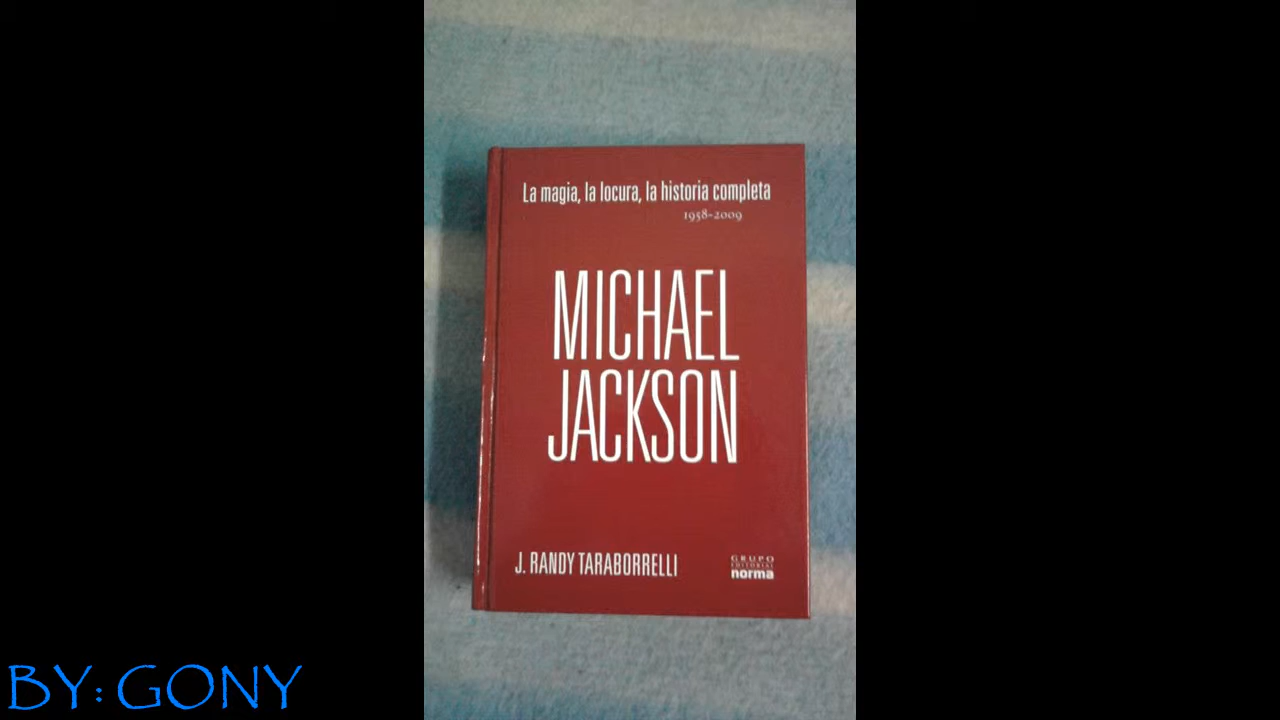 La magia, la locura, la historia completa
1958-2009
MICHAEL
JACKSON
J. RANDY TARABORRELLI
GRUPO
EDITORIAL
norma
BY: GONY